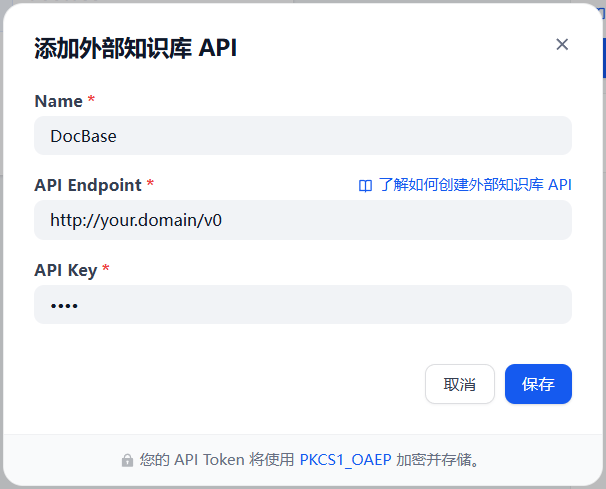 添加外部知识库 API
Name *
DocBase
API Endpoint *
了解如何创建外部知识库 API
http://your.domain/v0
API Key *
••••
取消
保存
您的 API Token 将使用 PKCS1_OAEP 加密并存储。